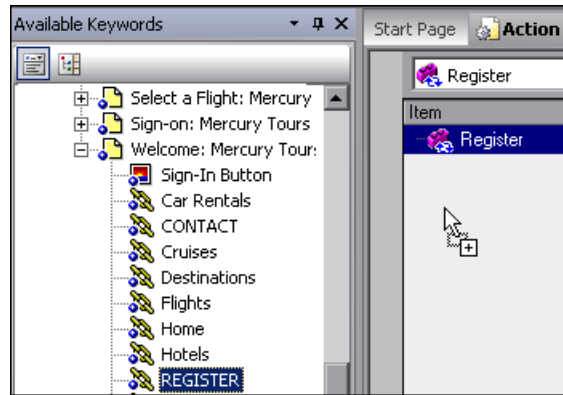 Available Keywords
Start Page
Action
Register
Item
Register
Select a Flight: Mercury
Sign-on: Mercury Tours
Welcome: Mercury Tour:
Sign-In Button
Car Rentals
CONTACT
Cruises
Destinations
Flights
Home
Hotels
REGISTER